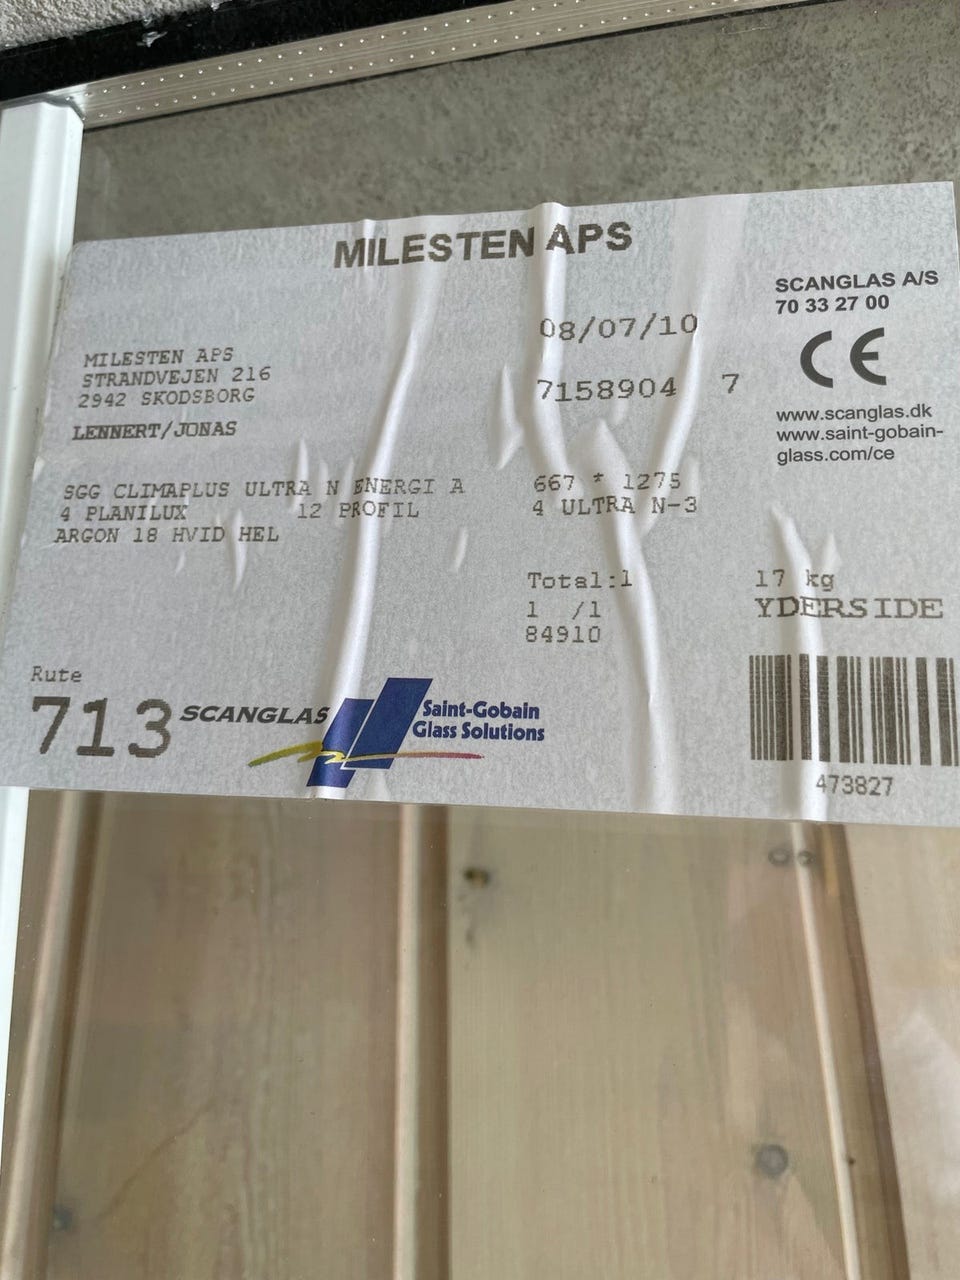 MILESTEN APS
SCANGLAS A/S
70 33 27 00
08/07/10
CE
MILESTEN APS
STRANDVEJEN 216
2942 SKODSBORG
7158904 7
www.scanglas.dk
www.saint-gobain-
glass.com/ce
LENNERT/JONAS
SGG CLIMAPLUS ULTRA N ENERGI A 667 * 1275
4 PLANILUX 12 PROFIL 4 ULTRA N-3
ARGON 18 HVID HEL
Total:1 17 kg
1 /1 YDERSIDE
84910
Rute
713
SCANGLAS
Saint-Gobain
Glass Solutions
473827